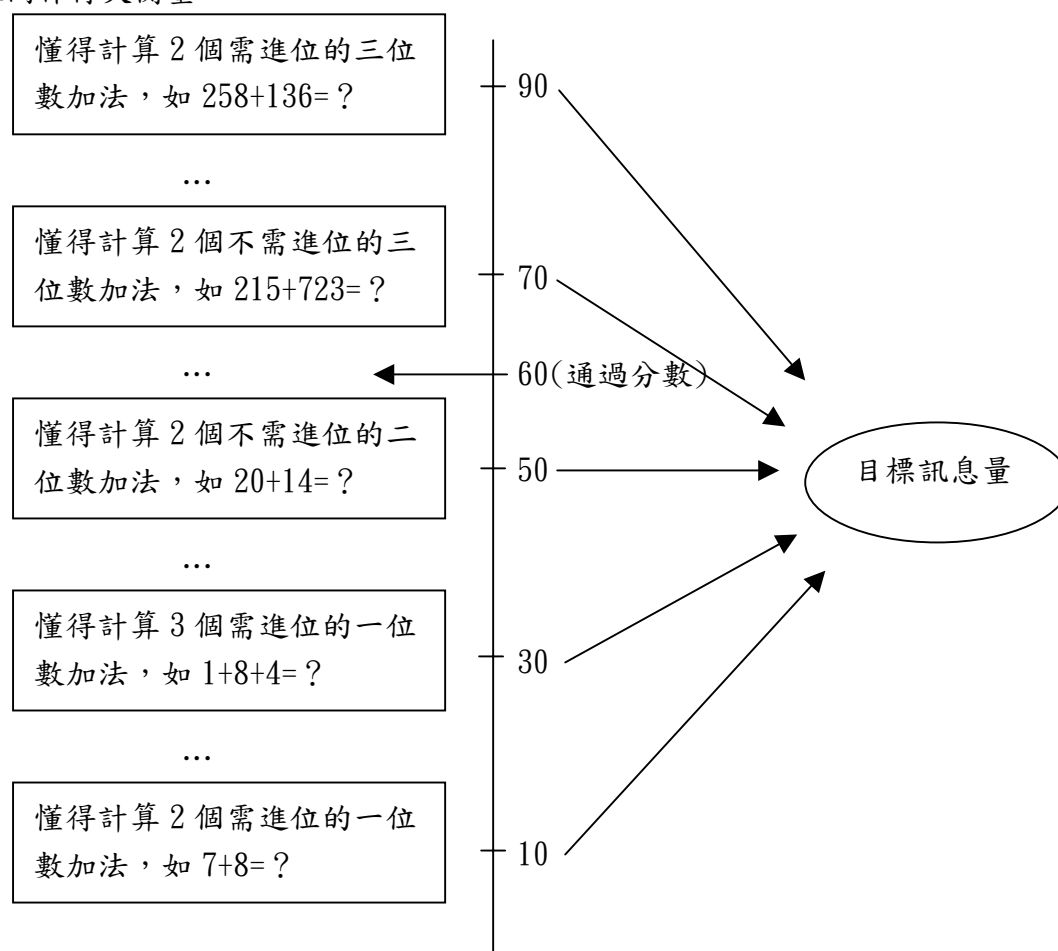 懂得計算 2 個需進位的三位
數加法，如 258+136=？
90
…
懂得計算 2 個不需進位的三
位數加法，如 215+723=？
70
…
60(通過分數)
懂得計算 2 個不需進位的二
位數加法，如 20+14=？
50
目標訊息量
…
懂得計算 3 個需進位的一位
數加法，如 1+8+4=？
30
…
懂得計算 2 個需進位的一位
數加法，如 7+8=？
10